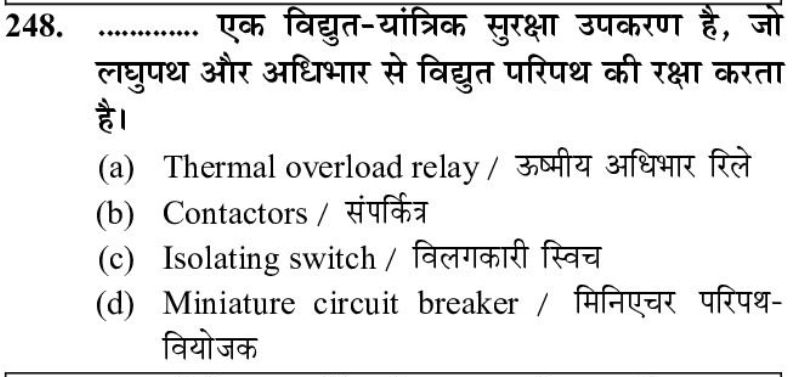 248. .............. एक विद्युत-यांत्रिक सुरक्षा उपकरण है, जो
लघुपथ और अधिभार से विद्युत परिपथ की रक्षा करता
है।
(a) Thermal overload relay / ऊष्मीय अधिभार रिले
(b) Contactors / संपर्कित्र
(c) Isolating switch / विलगकारी स्विच
(d) Miniature circuit breaker / मिनिएचर परिपथ-
वियोजक